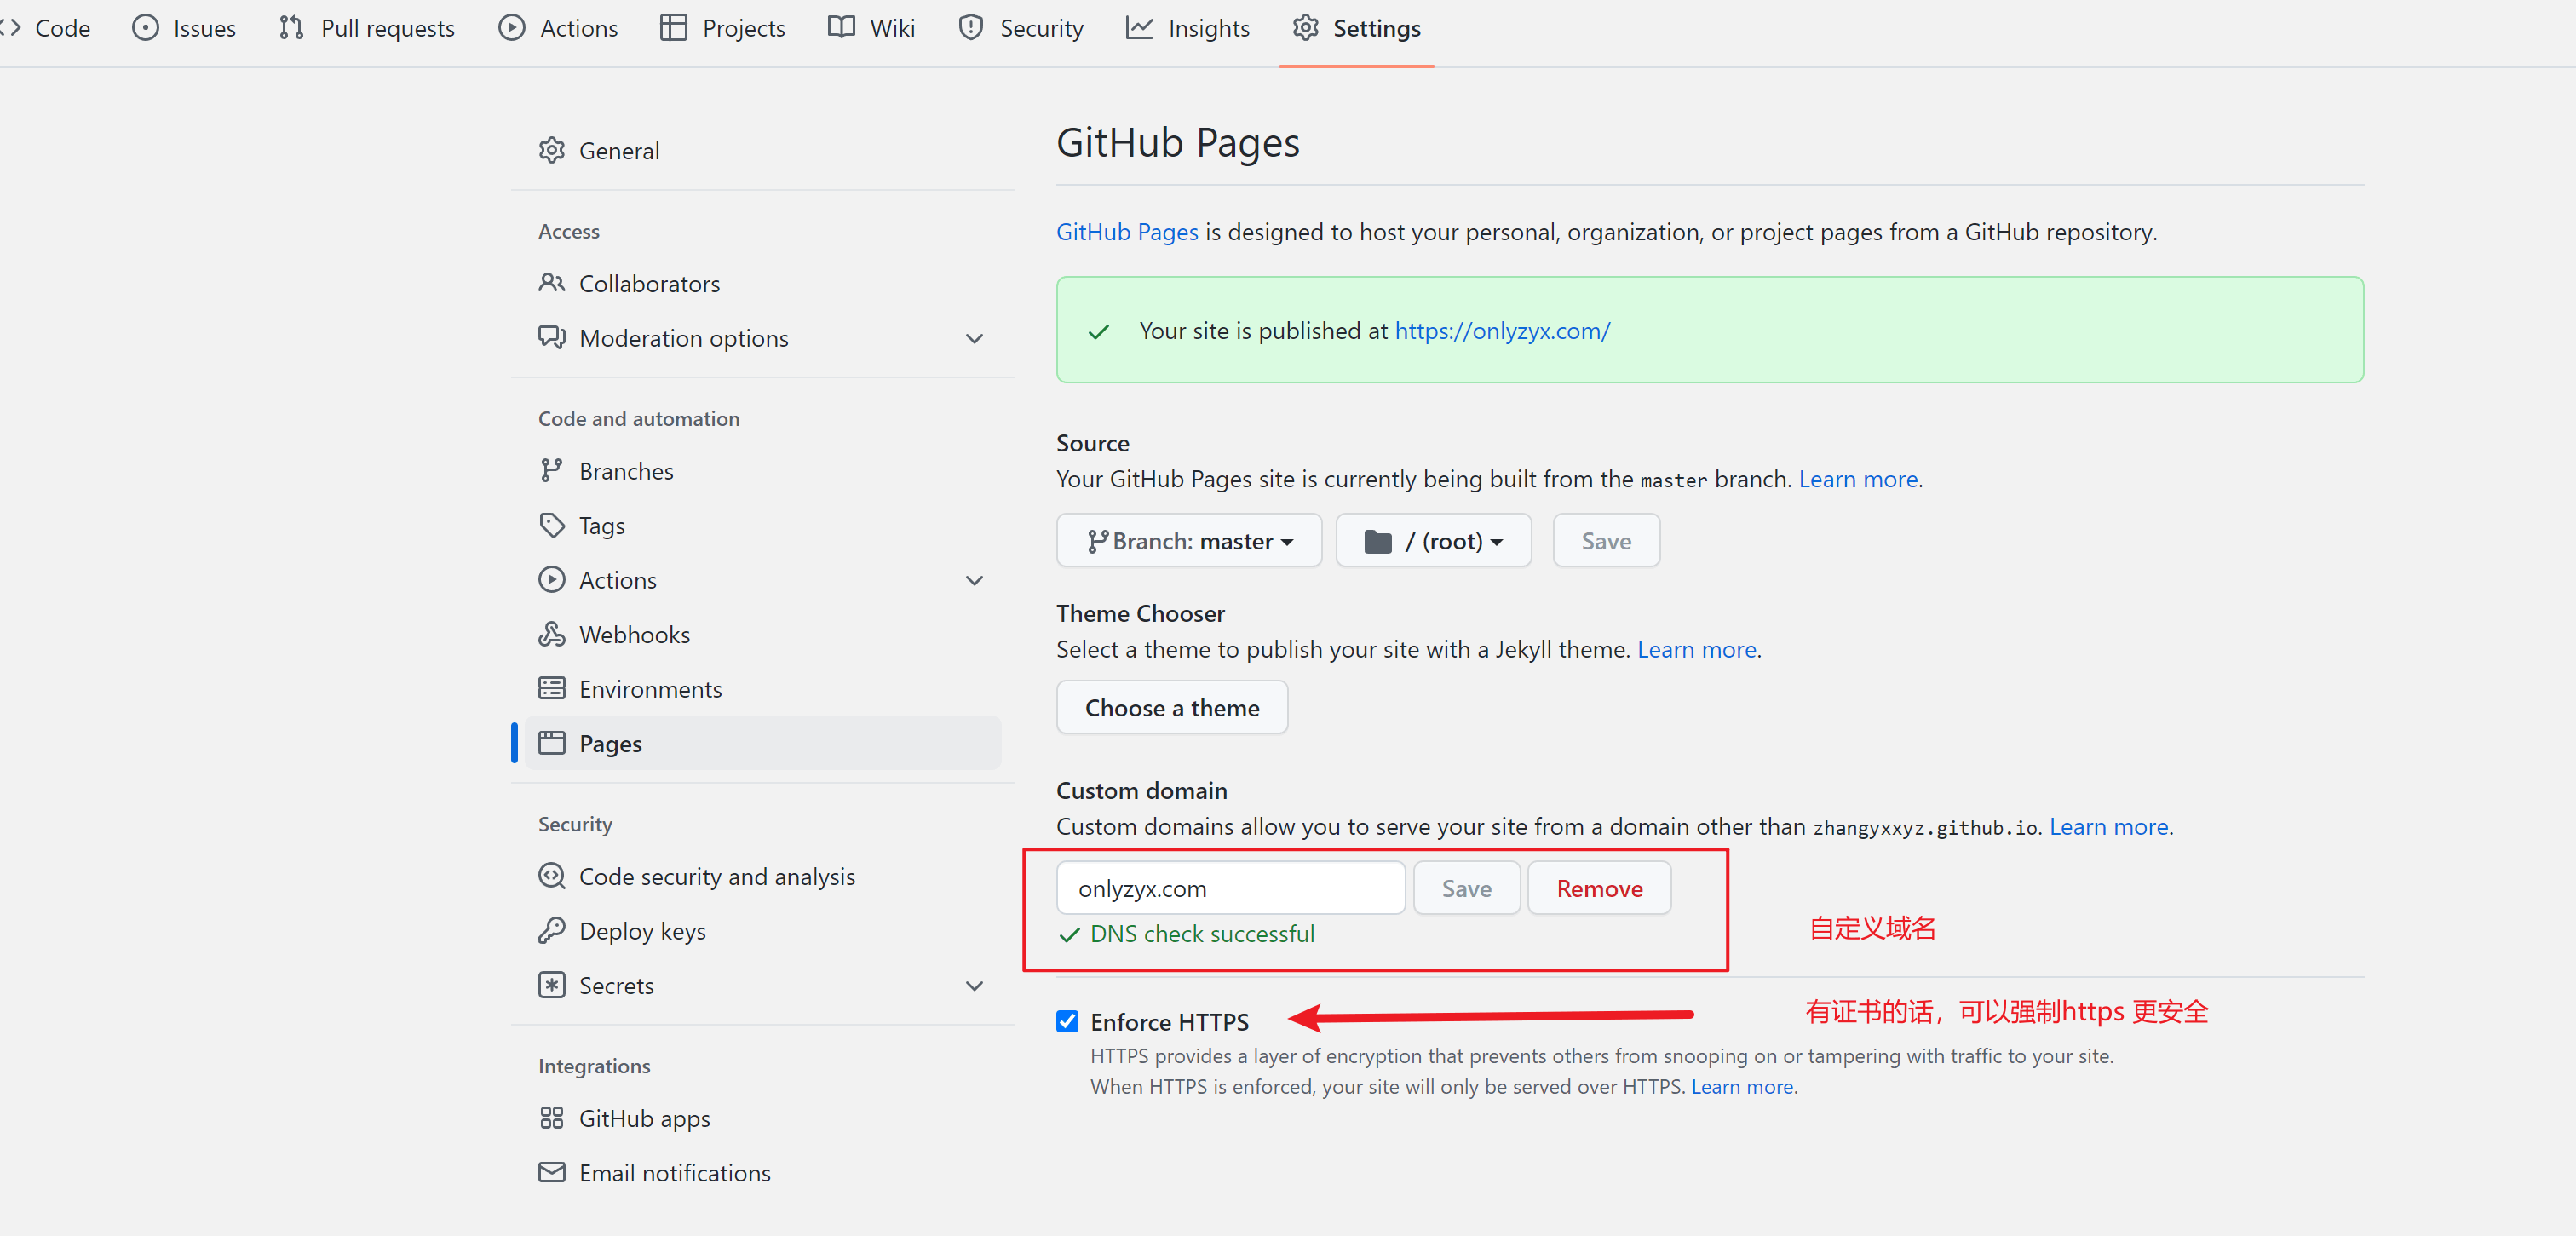 Code Issues Pull requests Actions Projects Wiki Security Insights Settings
General
Access
Collaborators
Moderation options
Code and automation
Branches
Tags
Actions
Webhooks
Environments
Pages
Security
Code security and analysis
Deploy keys
Secrets
Integrations
GitHub apps
Email notifications
GitHub Pages
GitHub Pages is designed to host your personal, organization, or project pages from a GitHub repository.
Your site is published at https://onlyzyx.com/
Source
Your GitHub Pages site is currently being built from the master branch. Learn more.
Branch: master / (root) Save
Theme Chooser
Select a theme to publish your site with a Jekyll theme. Learn more.
Choose a theme
Custom domain
Custom domains allow you to serve your site from a domain other than zhangyxxyz.github.io. Learn more.
onlyzyx.com Save Remove
DNS check successful
自定义域名
Enforce HTTPS
有证书的话，可以强制https 更安全
HTTPS provides a layer of encryption that prevents others from snooping on or tampering with traffic to your site.
When HTTPS is enforced, your site will only be served over HTTPS. Learn more.